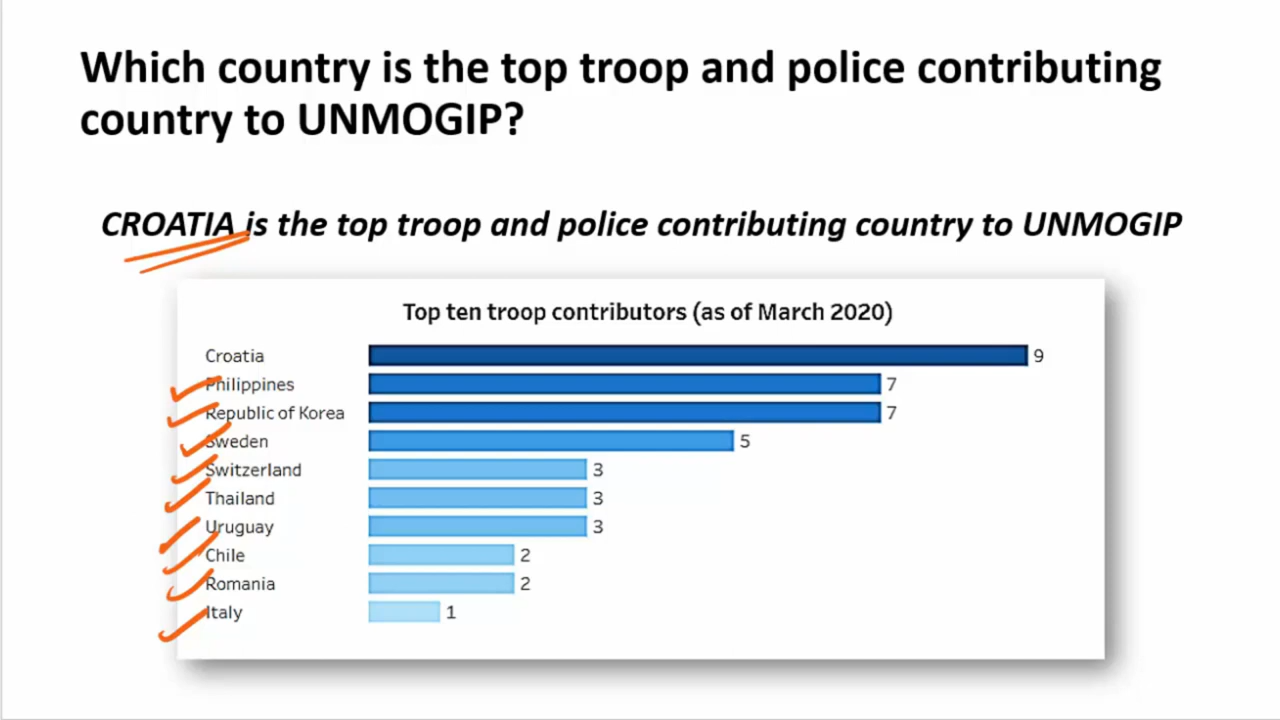 Which country is the top troop and police contributing
country to UNMOGIP?
CROATIA is the top troop and police contributing country to UNMOGIP
Top ten troop contributors (as of March 2020)
Croatia 9
Philippines 7
Republic of Korea 7
Sweden 5
Switzerland 3
Thailand 3
Uruguay 3
Chile 2
Romania 2
Italy 1